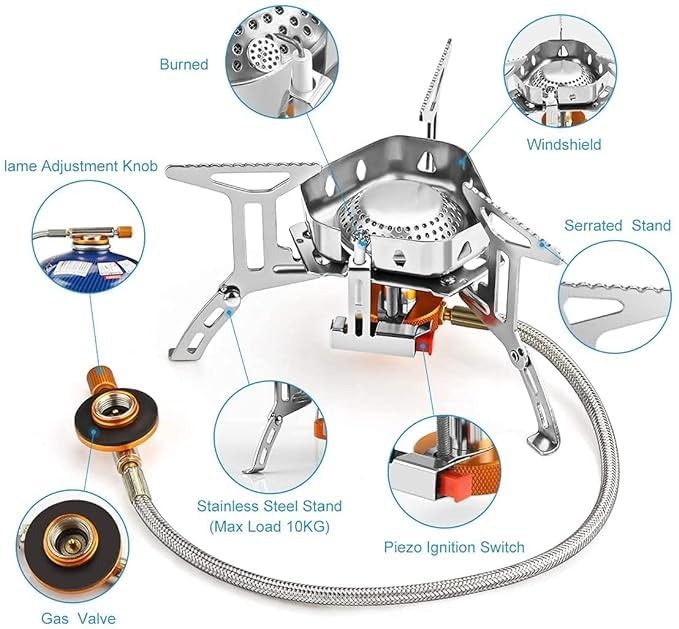 Burned
Windshield
lame Adjustment Knob
Serrated Stand
Stainless Steel Stand
(Max Load 10KG)
Piezo Ignition Switch
Gas Valve